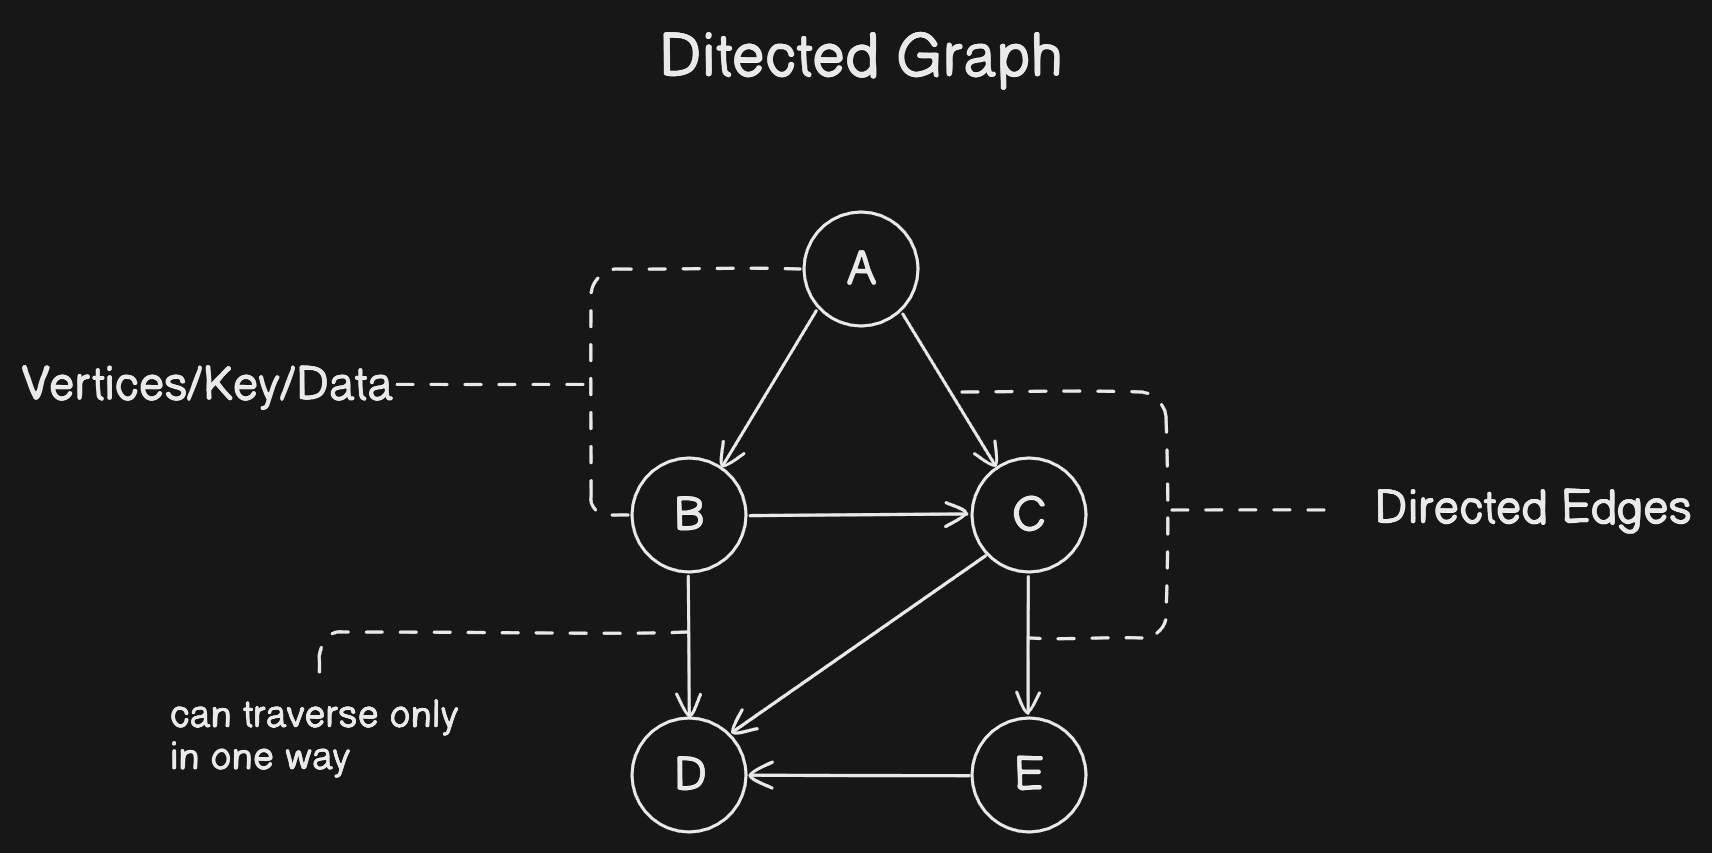 Ditected Graph
A
Vertices/Key/Data
B
C
Directed Edges
can traverse only
in one way
D
E